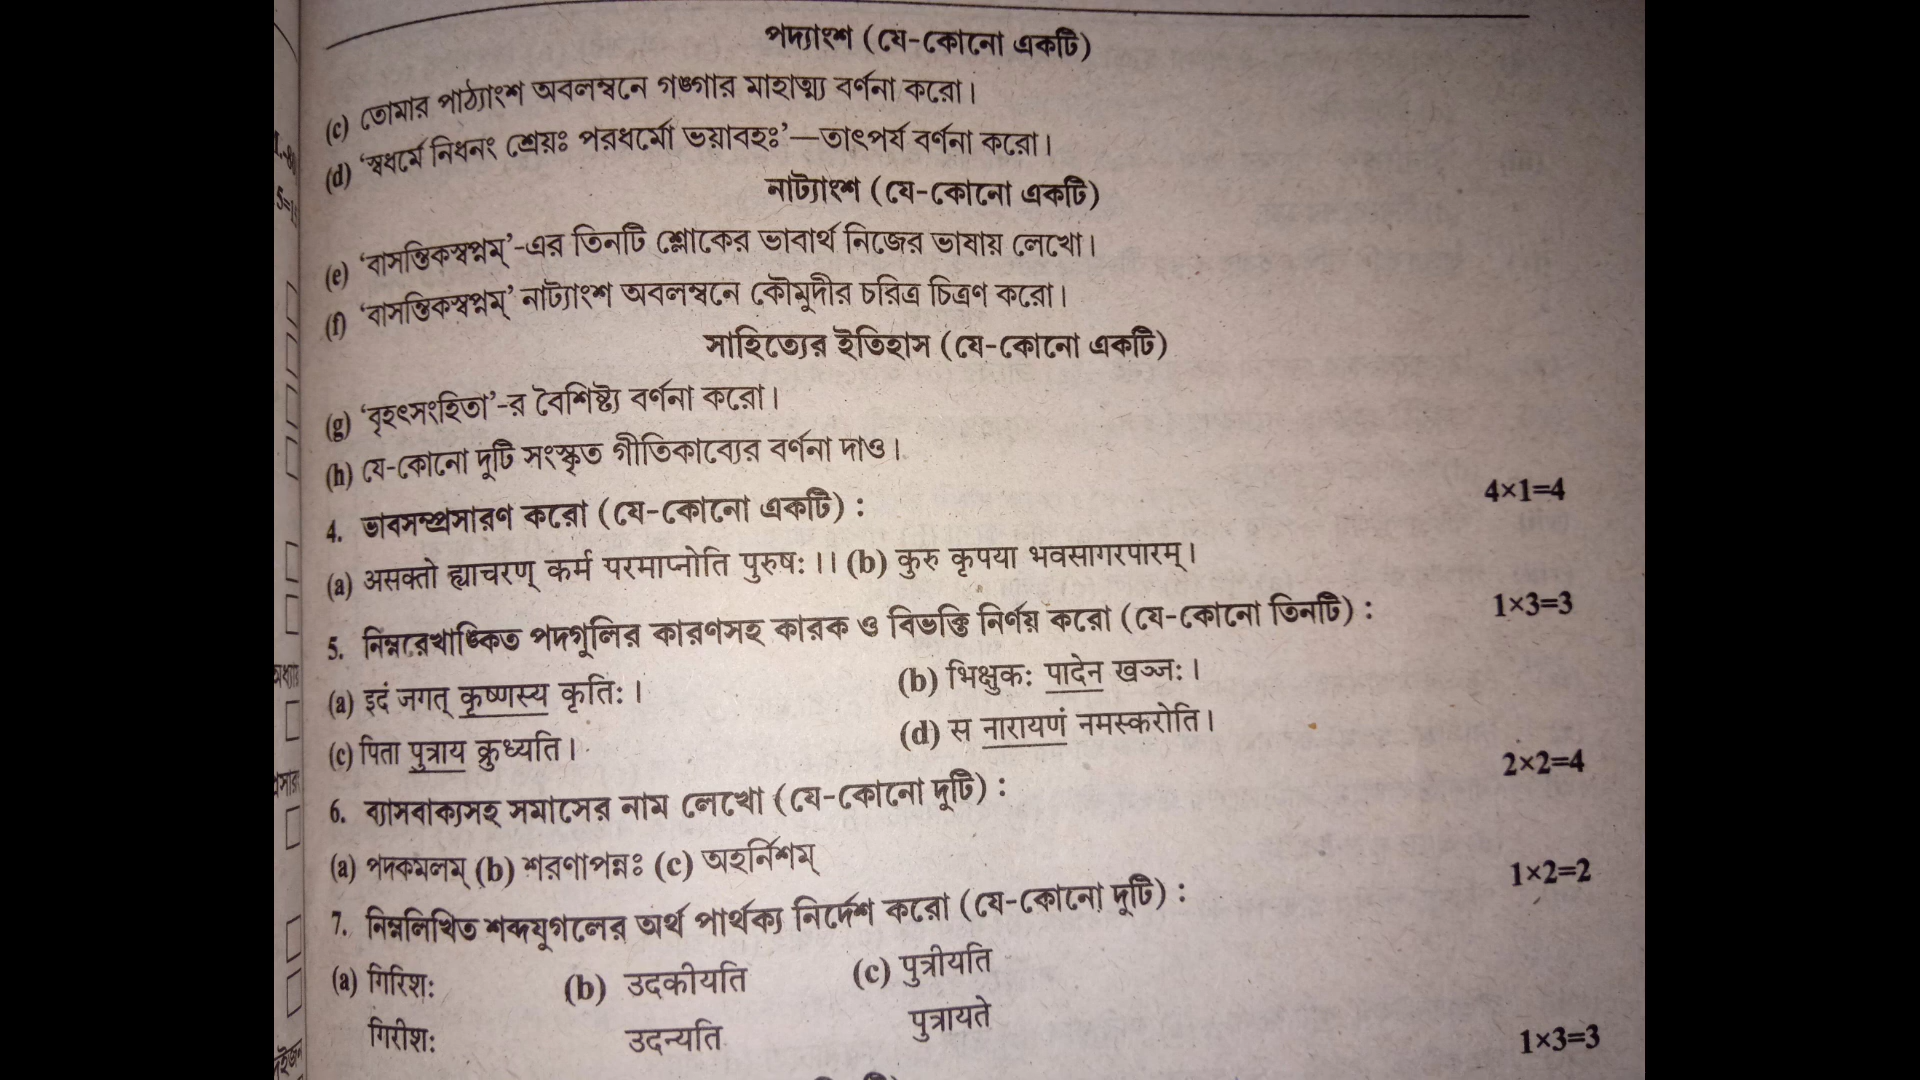 পদ্যাংশ (যে-কোনো একটি)
(c) তোমার পাঠ্যাংশ অবলম্বনে গঙ্গার মাহাত্ম্য বর্ণনা করো।
(d) ‘স্বধর্মে নিধনং শ্রেয়ঃ পরধর্মো ভয়াবহঃ’—তাৎপর্য বর্ণনা করো।
নাট্যাংশ (যে-কোনো একটি)
(e) ‘বাসন্তিকস্বপ্নম্’-এর তিনটি শ্লোকের ভাবার্থ নিজের ভাষায় লেখো।
(f) ‘বাসন্তিকস্বপ্নম্’ নাট্যাংশ অবলম্বনে কৌমুদীর চরিত্র চিত্রণ করো।
সাহিত্যের ইতিহাস (যে-কোনো একটি)
(g) ‘বৃহৎসংহিতা’-র বৈশিষ্ট্য বর্ণনা করো।
(h) যে-কোনো দুটি সংস্কৃত গীতিকাব্যের বর্ণনা দাও।
4. ভাবসম্প্রসারণ করো (যে-কোনো একটি) : 4×1=4
(a) असक्तो ह्याचरण् कर्म परमाप्नोति पुरुषः।। (b) कुरु कृपया भवसागरपारम्।
5. নিম্নরেখাঙ্কিত পদগুলির কারণসহ কারক ও বিভক্তি নির্ণয় করো (যে-কোনো তিনটি) : 1×3=3
(a) इदं जगत् कृष्णस्य कृतिः। (b) भिक्षुकः पादेन खञ्जः।
(c) पिता पुत्राय क्रुध्यति। (d) स नारायणं नमस्करोति।
6. ব্যাসবাক্যসহ সমাসের নাম লেখো (যে-কোনো দুটি) : 2×2=4
(a) পদকমলম্ (b) শরণাপন্নঃ (c) অহর্নিশম্
7. নিম্নলিখিত শব্দযুগলের অর্থ পার্থক্য নির্দেশ করো (যে-কোনো দুটি) : 1×2=2
(a) गिरिशः (b) उदकीयति (c) पुत्रीयति
गिरीशः उदन्यति पुत्रायते
1×3=3